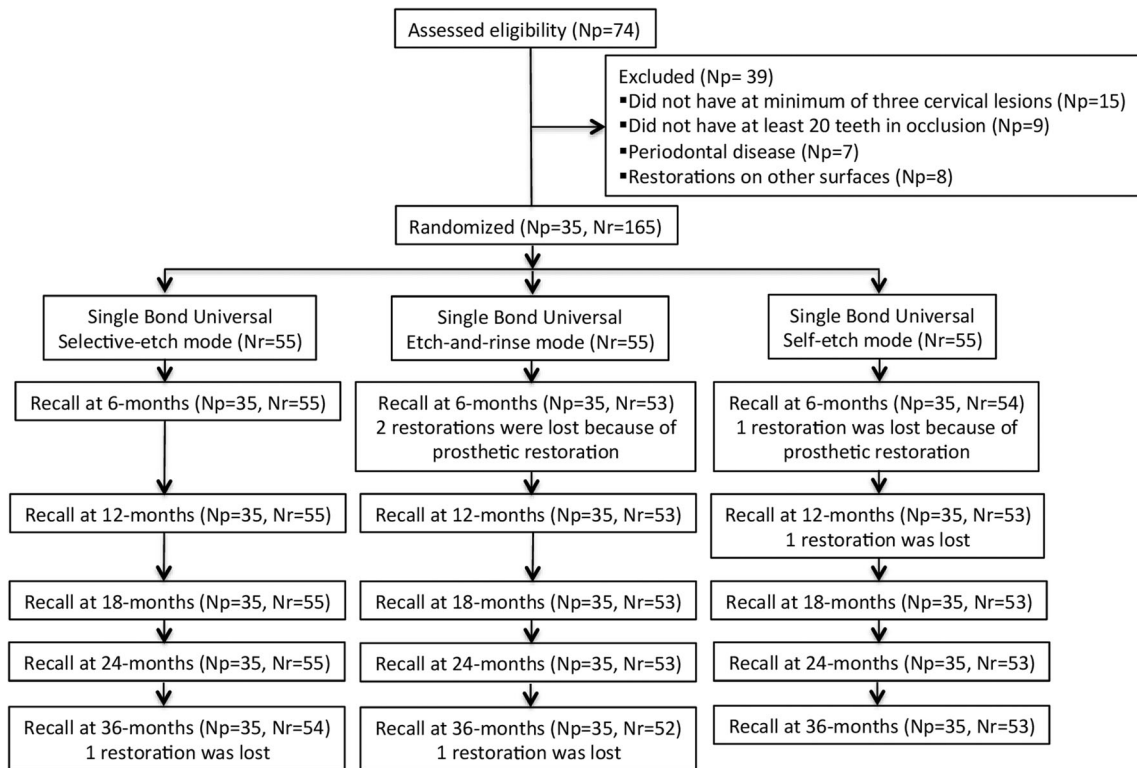 Assessed eligibility (Np=74)
Excluded (Np= 39)
▪Did not have at minimum of three cervical lesions (Np=15)
▪Did not have at least 20 teeth in occlusion (Np=9)
▪Periodontal disease (Np=7)
▪Restorations on other surfaces (Np=8)
Randomized (Np=35, Nr=165)
Single Bond Universal
Selective-etch mode (Nr=55)
Single Bond Universal
Etch-and-rinse mode (Nr=55)
Single Bond Universal
Self-etch mode (Nr=55)
Recall at 6-months (Np=35, Nr=55)
Recall at 6-months (Np=35, Nr=53)
2 restorations were lost because of
prosthetic restoration
Recall at 6-months (Np=35, Nr=54)
1 restoration was lost because of
prosthetic restoration
Recall at 12-months (Np=35, Nr=55)
Recall at 12-months (Np=35, Nr=53)
Recall at 12-months (Np=35, Nr=53)
1 restoration was lost
Recall at 18-months (Np=35, Nr=55)
Recall at 18-months (Np=35, Nr=53)
Recall at 18-months (Np=35, Nr=53)
Recall at 24-months (Np=35, Nr=55)
Recall at 24-months (Np=35, Nr=53)
Recall at 24-months (Np=35, Nr=53)
Recall at 36-months (Np=35, Nr=54)
1 restoration was lost
Recall at 36-months (Np=35, Nr=52)
1 restoration was lost
Recall at 36-months (Np=35, Nr=53)